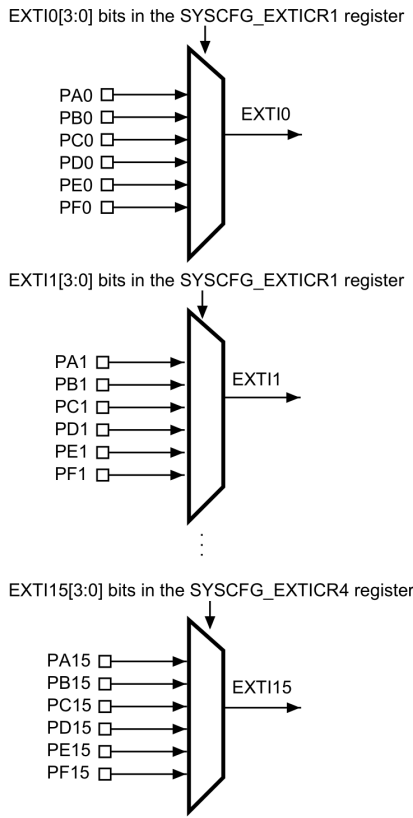 EXTI0[3:0] bits in the SYSCFG_EXTICR1 register
PA0
PB0
PC0
PD0
PE0
PF0
EXTI0
EXTI1[3:0] bits in the SYSCFG_EXTICR1 register
PA1
PB1
PC1
PD1
PE1
PF1
EXTI1
EXTI15[3:0] bits in the SYSCFG_EXTICR4 register
PA15
PB15
PC15
PD15
PE15
PF15
EXTI15